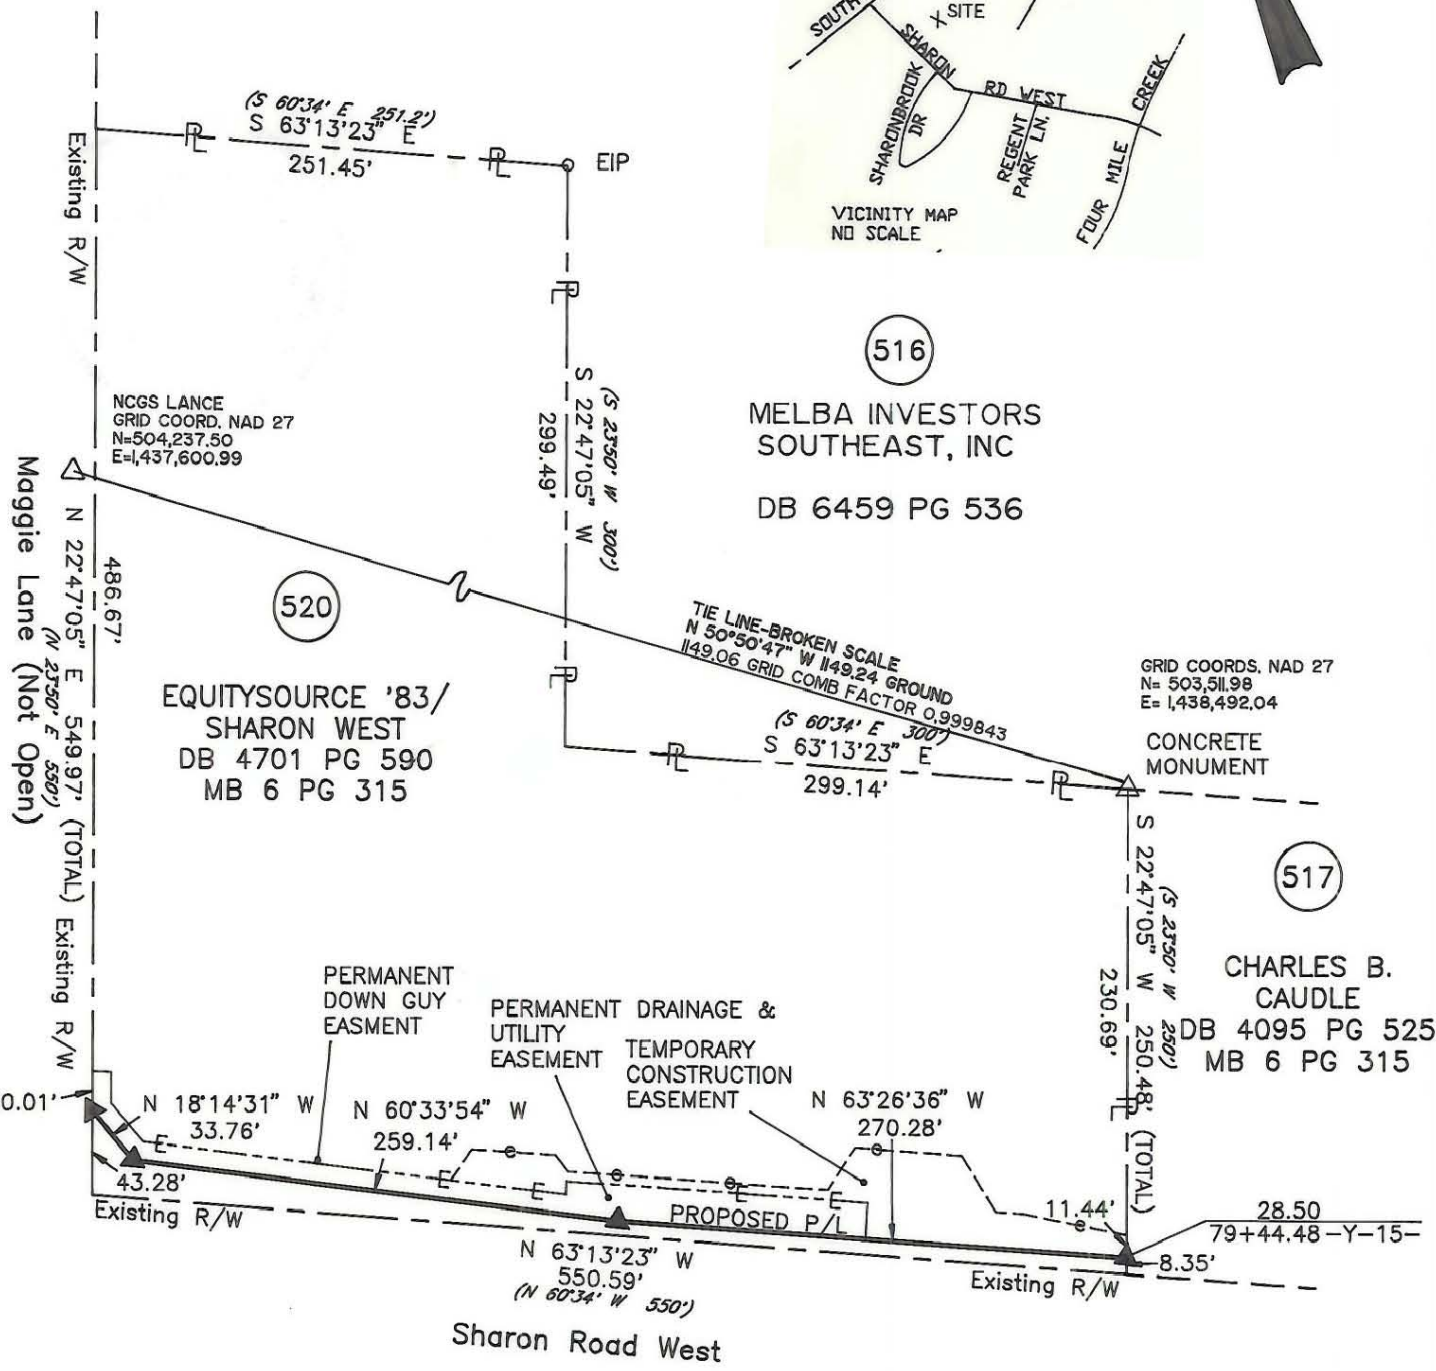 SOUTH
SITE
SHARON
RD WEST
SHARONBROOK
DR
REGENT
PARK LN.
CREEK
FOUR MILE
VICINITY MAP
NO SCALE
(S 60°34' E 251.2')
S 63°13'23" E
251.45'
PL
PL
EIP
Existing R/W
PL
(S 23°50' W 300')
S 22°47'05" W
299.49'
516
MELBA INVESTORS
SOUTHEAST, INC
DB 6459 PG 536
NCGS LANCE
GRID COORD. NAD 27
N=504,237.50
E=1,437,600.99
Maggie Lane (Not Open)
N 22°47'05" E 549.97' (TOTAL) Existing R/W
(N 23°50' E 550')
486.67'
520
EQUITYSOURCE '83/
SHARON WEST
DB 4701 PG 590
MB 6 PG 315
PL
TIE LINE-BROKEN SCALE
N 50°50'47" W 1149.24 GROUND
1149.06 GRID COMB FACTOR 0.999843
(S 60°34' E 300')
S 63°13'23" E
299.14'
PL
PL
GRID COORDS. NAD 27
N= 503,511.98
E= 1,438,492.04
CONCRETE
MONUMENT
517
CHARLES B.
CAUDLE
DB 4095 PG 525
MB 6 PG 315
(S 23°50' W 250')
S 22°47'05" W 250.48' (TOTAL)
230.69'
PL
PERMANENT
DOWN GUY
EASMENT
PERMANENT DRAINAGE &
UTILITY
EASEMENT
TEMPORARY
CONSTRUCTION
EASEMENT
0.01'
N 18°14'31" W
33.76'
N 60°33'54" W
259.14'
N 63°26'36" W
270.28'
E
E
E
E
E
43.28'
Existing R/W
PROPOSED P/L
11.44'
28.50
79+44.48 -Y-15-
8.35'
N 63°13'23" W
550.59'
(N 60°34' W 550')
Existing R/W
Sharon Road West